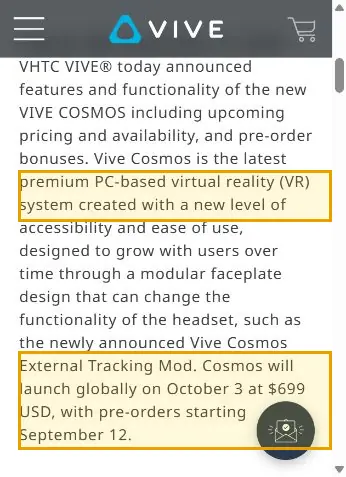 VIVE
VHTC VIVE® today announced
features and functionality of the new
VIVE COSMOS including upcoming
pricing and availability, and pre-order
bonuses. Vive Cosmos is the latest
premium PC-based virtual reality (VR)
system created with a new level of
accessibility and ease of use,
designed to grow with users over
time through a modular faceplate
design that can change the
functionality of the headset, such as
the newly announced Vive Cosmos
External Tracking Mod. Cosmos will
launch globally on October 3 at $699
USD, with pre-orders starting
September 12.